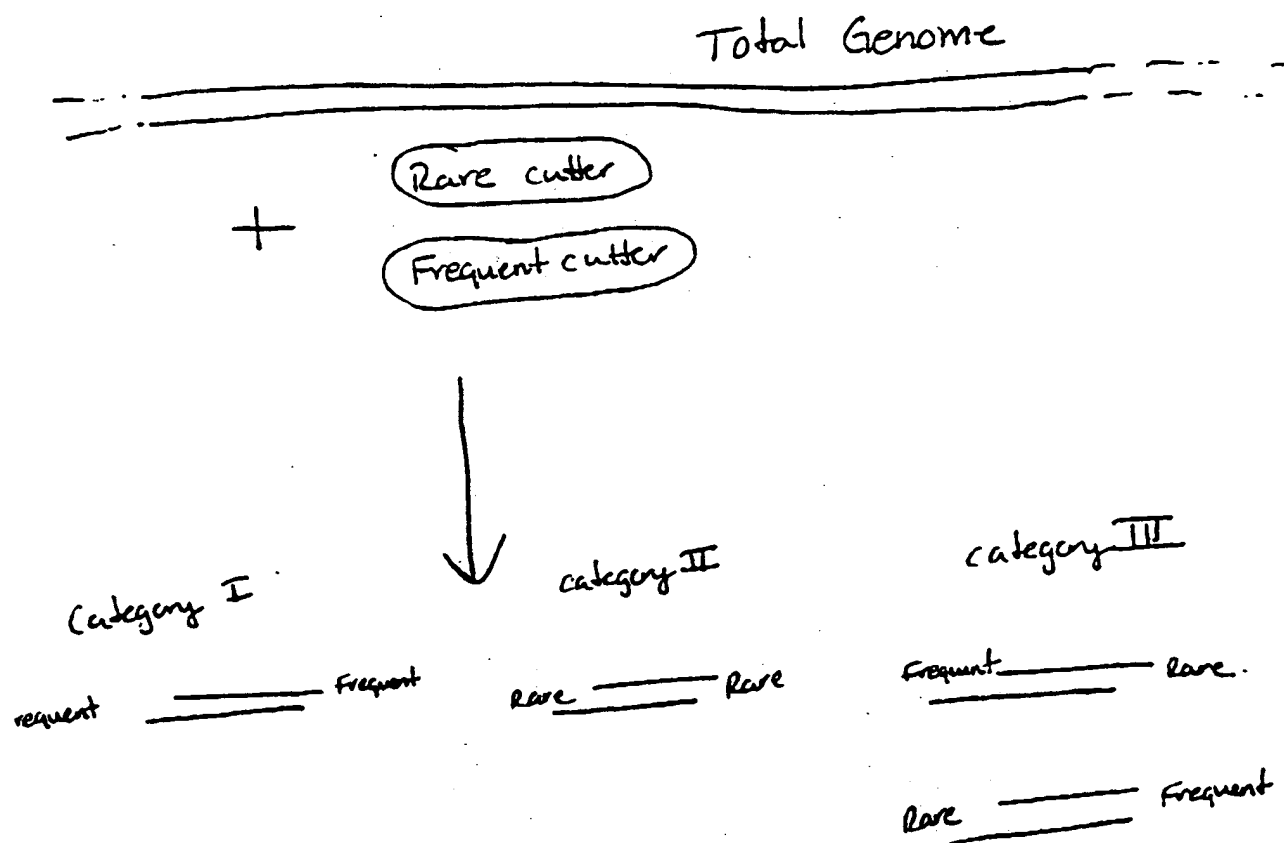 Total Genome
+
Rare cutter
Frequent cutter
Category I
category II
category III
requent Frequent
Rare Rare
Frequent Rare.
Rare Frequent